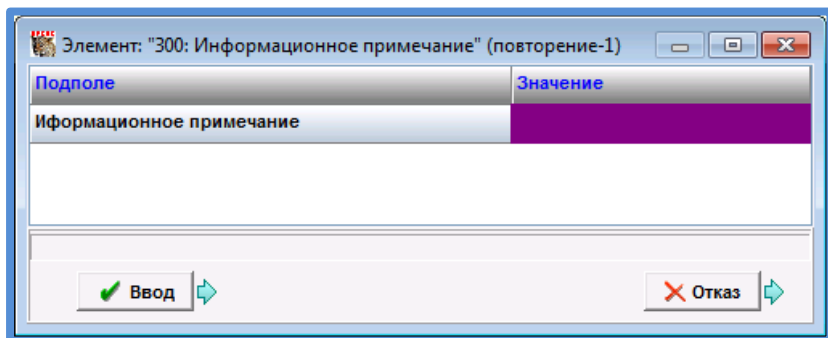 Элемент: "300: Информационное примечание" (повторение-1)
Подполе Значение
Иформационное примечание
Ввод Отказ